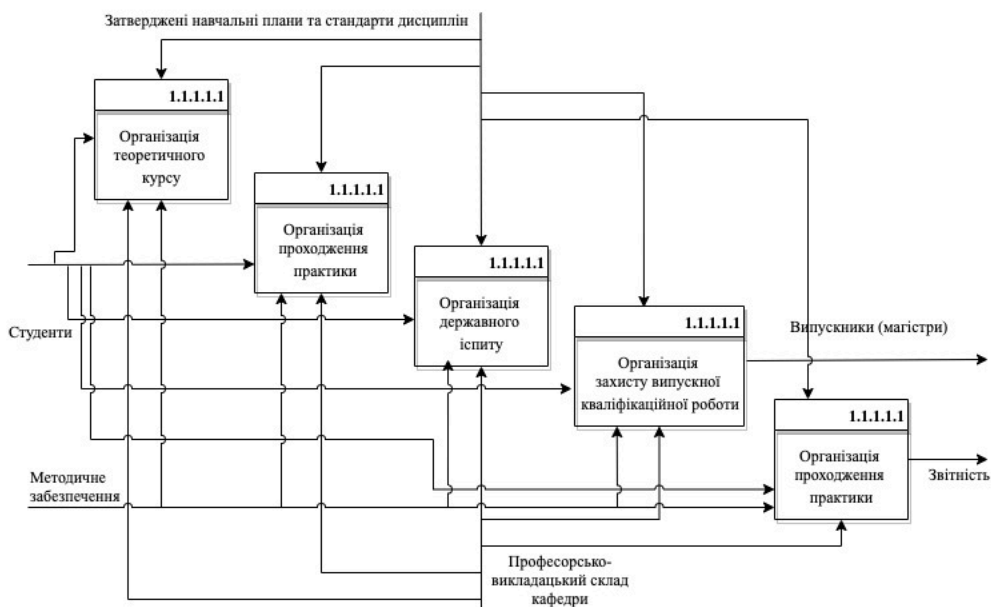 Затверджені навчальні плани та стандарти дисциплін
1.1.1.1.1
Організація
теоретичного
курсу
1.1.1.1.1
Організація
проходження
практики
1.1.1.1.1
Організація
державного
іспиту
1.1.1.1.1
Організація
захисту випускної
кваліфікаційної роботи
1.1.1.1.1
Організація
проходження
практики
Студенти
Випускники (магістри)
Методичне
забезпечення
Звітність
Професорсько-
викладацький склад
кафедри